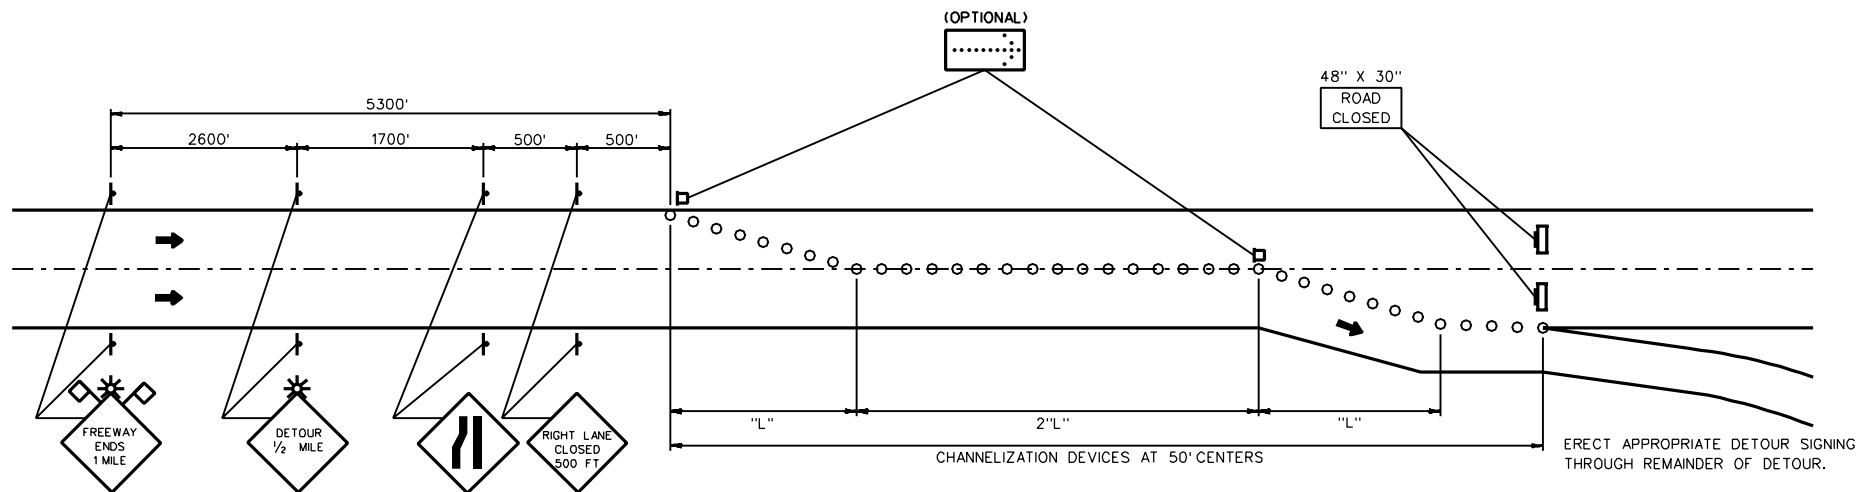 (OPTIONAL)
48" X 30"
ROAD
CLOSED
5300'
2600'
1700'
500'
500'
"L"
2"L"
"L"
CHANNELIZATION DEVICES AT 50' CENTERS
FREEWAY
ENDS
1 MILE
DETOUR
1/2 MILE
RIGHT LANE
CLOSED
500 FT
ERECT APPROPRIATE DETOUR SIGNING
THROUGH REMAINDER OF DETOUR.